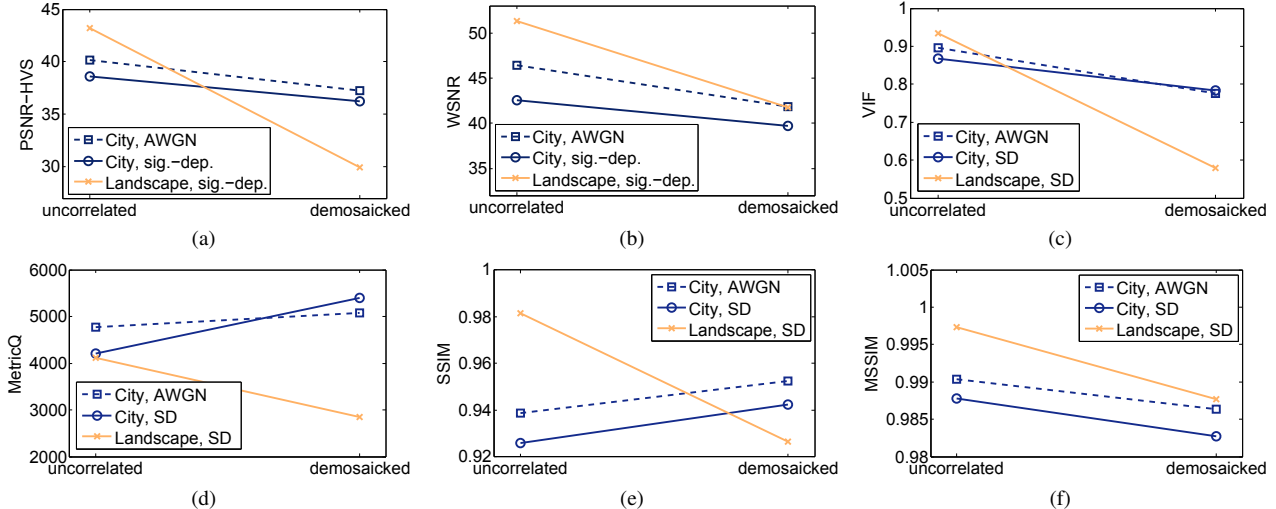 45
40
35
30
PSNR−HVS
City, AWGN
City, sig.−dep.
Landscape, sig.−dep.
uncorrelated demosaicked
(a)
50
45
40
35
WSNR
City, AWGN
City, sig.−dep.
Landscape, sig.−dep.
uncorrelated demosaicked
(b)
1
0.9
0.8
0.7
0.6
0.5
VIF
City, AWGN
City, SD
Landscape, SD
uncorrelated demosaicked
(c)
6000
5000
4000
3000
2000
MetricQ
City, AWGN
City, SD
Landscape, SD
uncorrelated demosaicked
(d)
1
0.98
0.96
0.94
0.92
SSIM
City, AWGN
City, SD
Landscape, SD
uncorrelated demosaicked
(e)
1.005
1
0.995
0.99
0.985
0.98
MSSIM
City, AWGN
City, SD
Landscape, SD
uncorrelated demosaicked
(f)